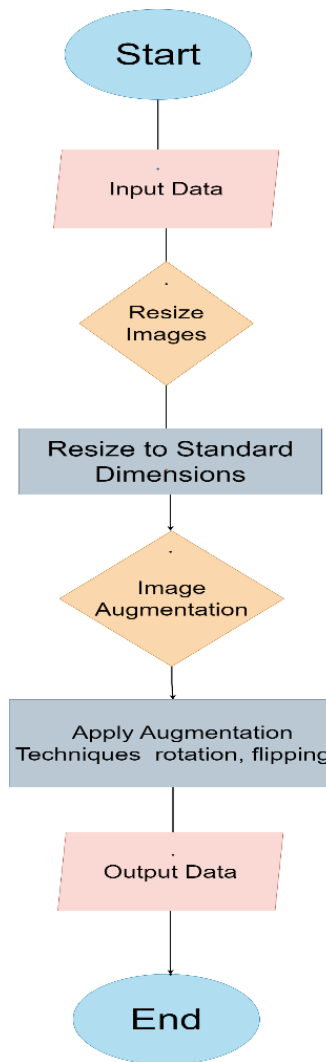 Start
Input Data
Resize
Images
Resize to Standard
Dimensions
Image
Augmentation
Apply Augmentation
Techniques rotation, flipping
Output Data
End